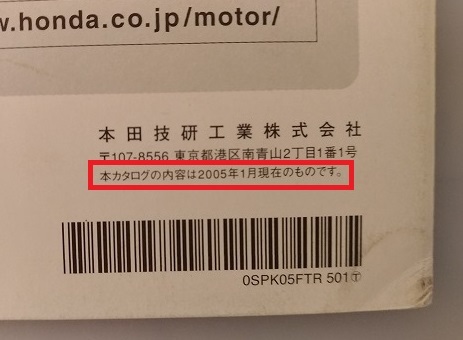 w.honda.co.jp/motor/
本田技研工業株式会社
〒107-8556 東京都港区南青山2丁目1番1号
本カタログの内容は2005年1月現在のものです。
0SPK05FTR 501Ⓣ